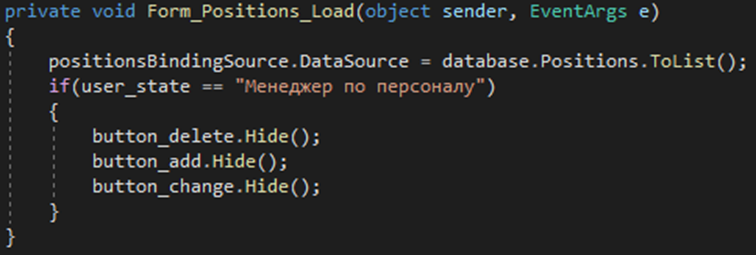 private void Form_Positions_Load(object sender, EventArgs e)
{
positionsBindingSource.DataSource = database.Positions.ToList();
if(user_state == "Менеджер по персоналу")
{
button_delete.Hide();
button_add.Hide();
button_change.Hide();
}
}